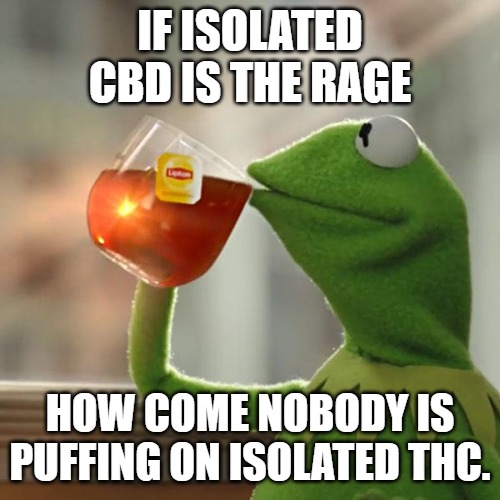 IF ISOLATED
CBD IS THE RAGE
Lipton
HOW COME NOBODY IS
PUFFING ON ISOLATED THC.